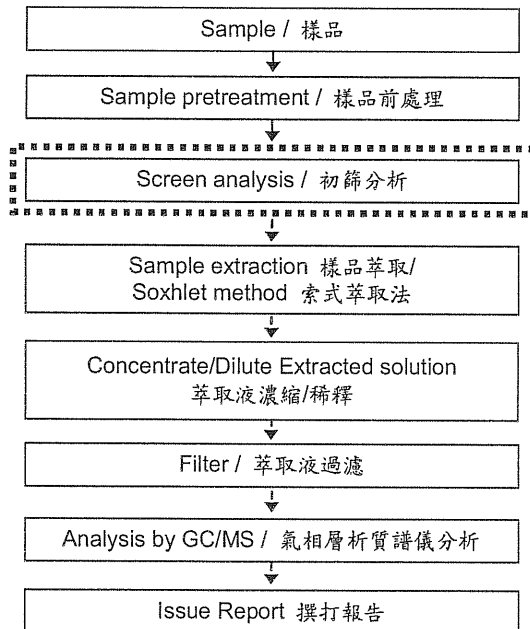 Sample / 樣品
Sample pretreatment / 樣品前處理
Screen analysis / 初篩分析
Sample extraction 樣品萃取/
Soxhlet method 索式萃取法
Concentrate/Dilute Extracted solution
萃取液濃縮/稀釋
Filter / 萃取液過濾
Analysis by GC/MS / 氣相層析質譜儀分析
Issue Report 撰打報告